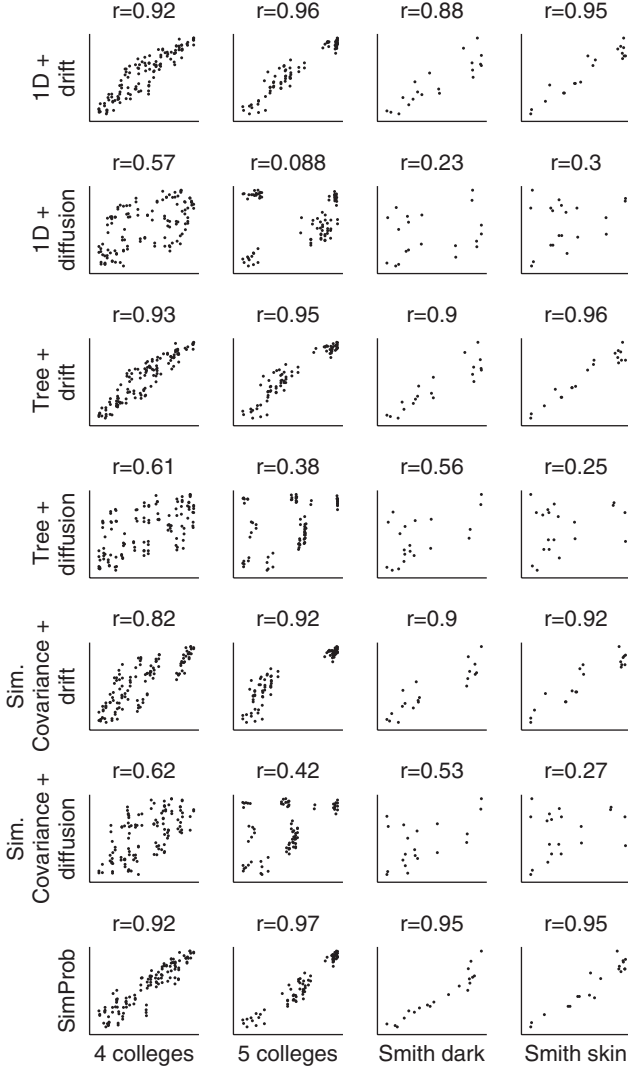 r=0.92 r=0.96 r=0.88 r=0.95
1D +
drift
r=0.57 r=0.088 r=0.23 r=0.3
1D +
diffusion
r=0.93 r=0.95 r=0.9 r=0.96
Tree +
drift
r=0.61 r=0.38 r=0.56 r=0.25
Tree +
diffusion
r=0.82 r=0.92 r=0.9 r=0.92
Sim.
Covariance +
drift
r=0.62 r=0.42 r=0.53 r=0.27
Sim.
Covariance +
diffusion
r=0.92 r=0.97 r=0.95 r=0.95
SimProb
4 colleges 5 colleges Smith dark Smith skin